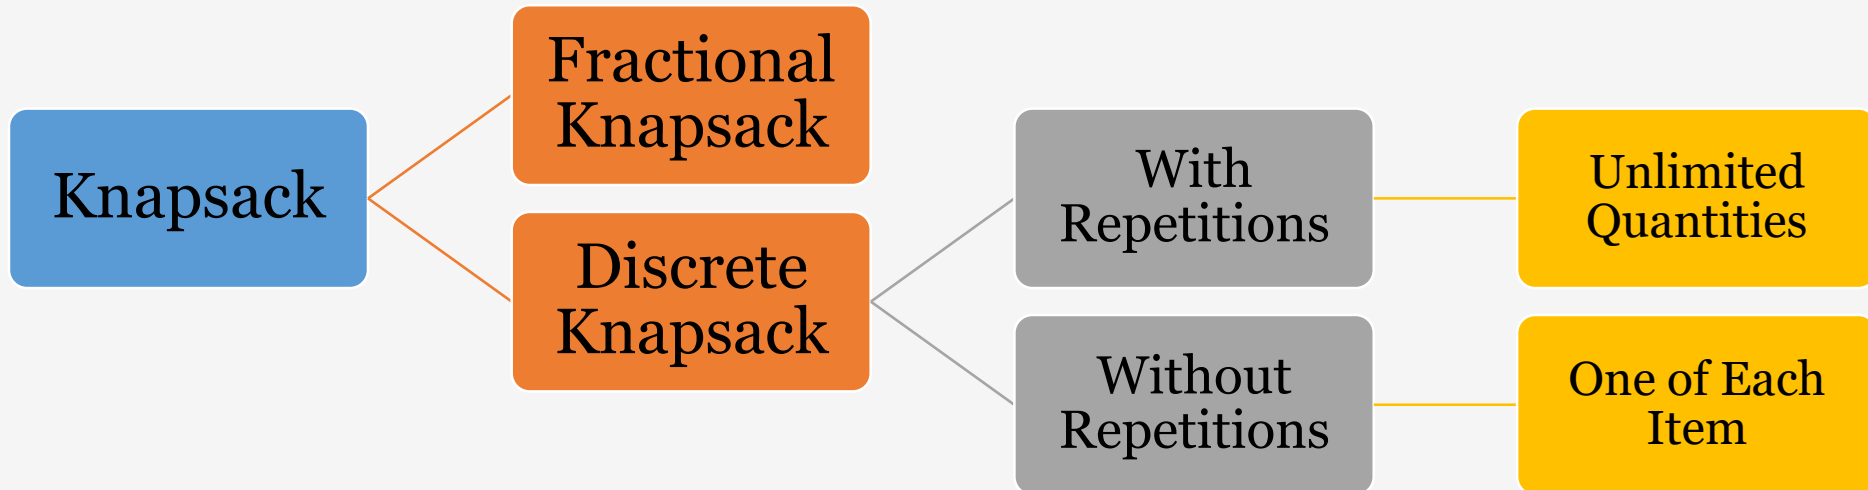 Knapsack
Fractional
Knapsack
Discrete
Knapsack
With
Repetitions
Without
Repetitions
Unlimited
Quantities
One of Each
Item